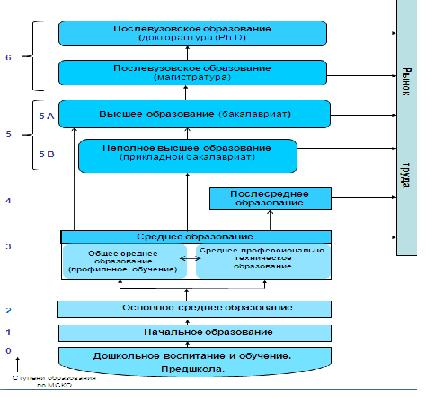 Послевузовское образование
(докторантура (Ph.D)
6
Послевузовское образование
(магистратура)
5 А
Высшее образование (бакалавриат)
5
5 В
Неполное высшее образование
(прикладной бакалавриат)
Послесреднее
образование
4
Среднее образование
3
Общее среднее
образование
(профильное обучение)
Среднее профессионально-
техническое
образование
2
Основное среднее образование
1
Начальное образование
0
Дошкольное воспитание и обучение.
Предшкола.
Ступени образования
по МСКО
Рынок
труда